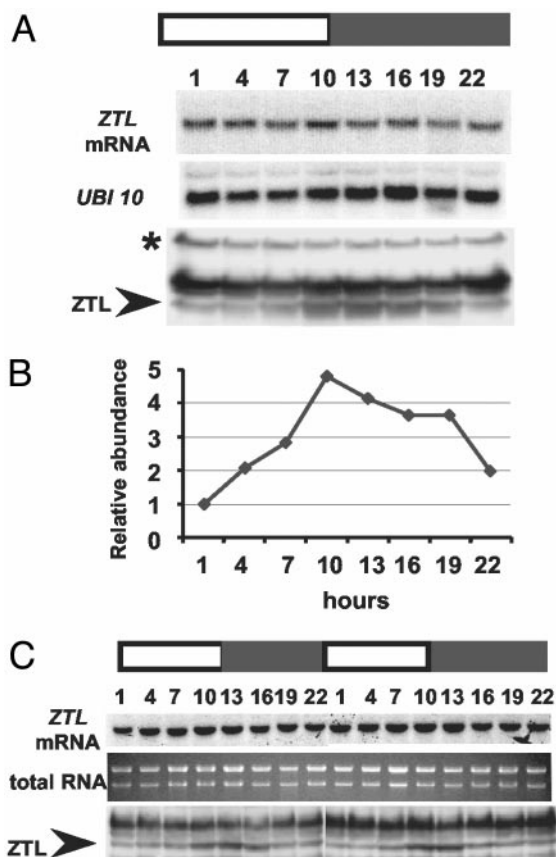 A
1 4 7 10 13 16 19 22
ZTL
mRNA
UBI 10
*
ZTL
B
Relative abundance
5
4
3
2
1
0
1 4 7 10 13 16 19 22
hours
C
1 4 7 10 13 16 19 22 1 4 7 10 13 16 19 22
ZTL
mRNA
total RNA
ZTL